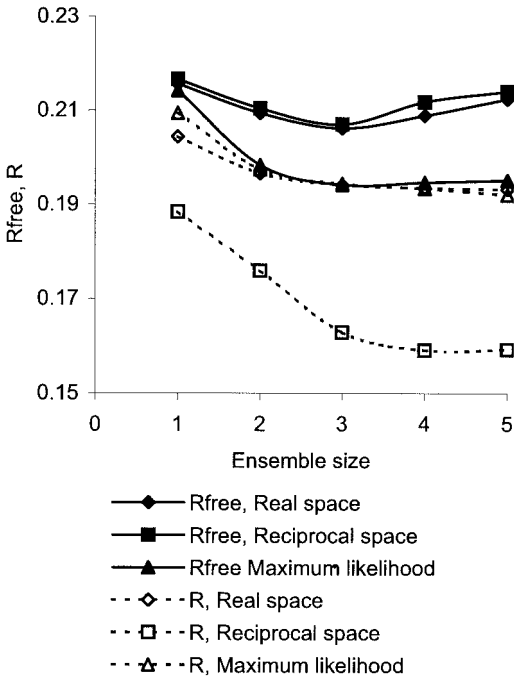 0.23
0.21
0.19
0.17
0.15
Rfree, R
0 1 2 3 4 5
Ensemble size
Rfree, Real space
Rfree, Reciprocal space
Rfree Maximum likelihood
R, Real space
R, Reciprocal space
R, Maximum likelihood